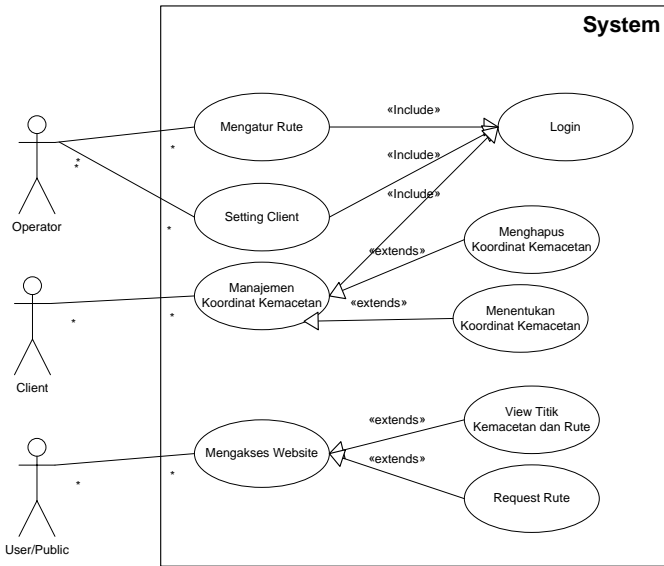 System
Operator
*
*
Mengatur Rute
*
«Include»
Login
«Include»
Setting Client
*
«Include»
Menghapus
Koordinat Kemacetan
«extends»
Client
*
Manajemen
Koordinat Kemacetan
*
«extends»
Menentukan
Koordinat Kemacetan
User/Public
*
Mengakses Website
*
«extends»
View Titik
Kemacetan dan Rute
«extends»
Request Rute